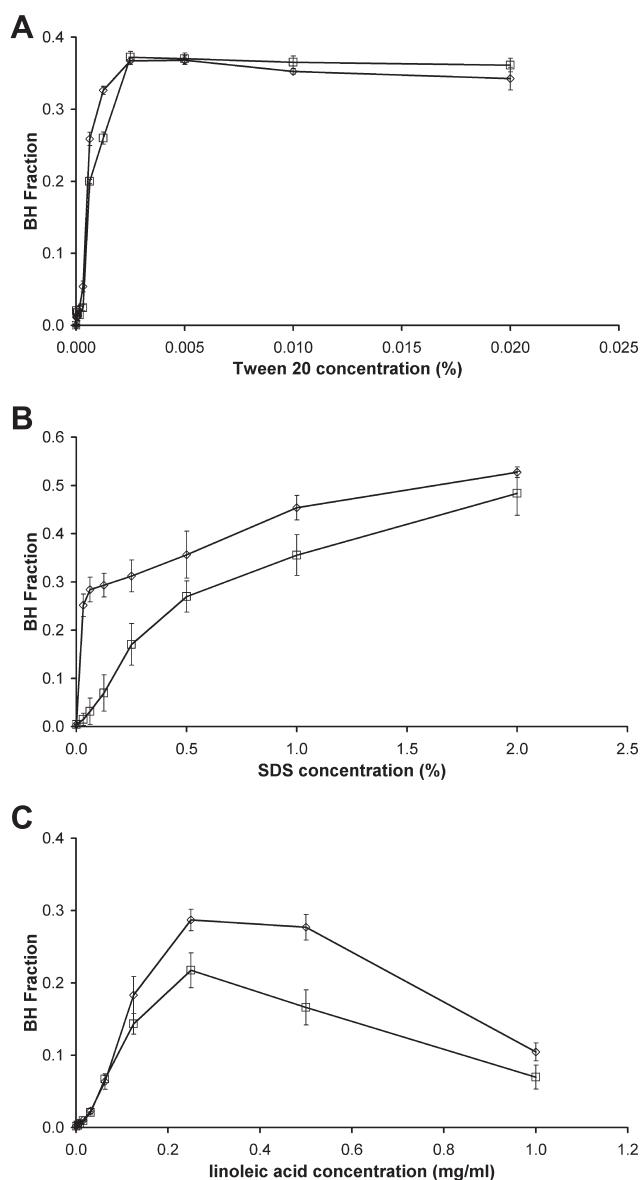 A
0.4
0.3
0.2
0.1
0.0
BH Fraction
0.000 0.005 0.010 0.015 0.020 0.025
Tween 20 concentration (%)
B
0.6
0.5
0.4
0.3
0.2
0.1
0.0
BH Fraction
0.0 0.5 1.0 1.5 2.0 2.5
SDS concentration (%)
C
0.4
0.3
0.2
0.1
0.0
BH Fraction
0.0 0.2 0.4 0.6 0.8 1.0 1.2
linoleic acid concentration (mg/ml)